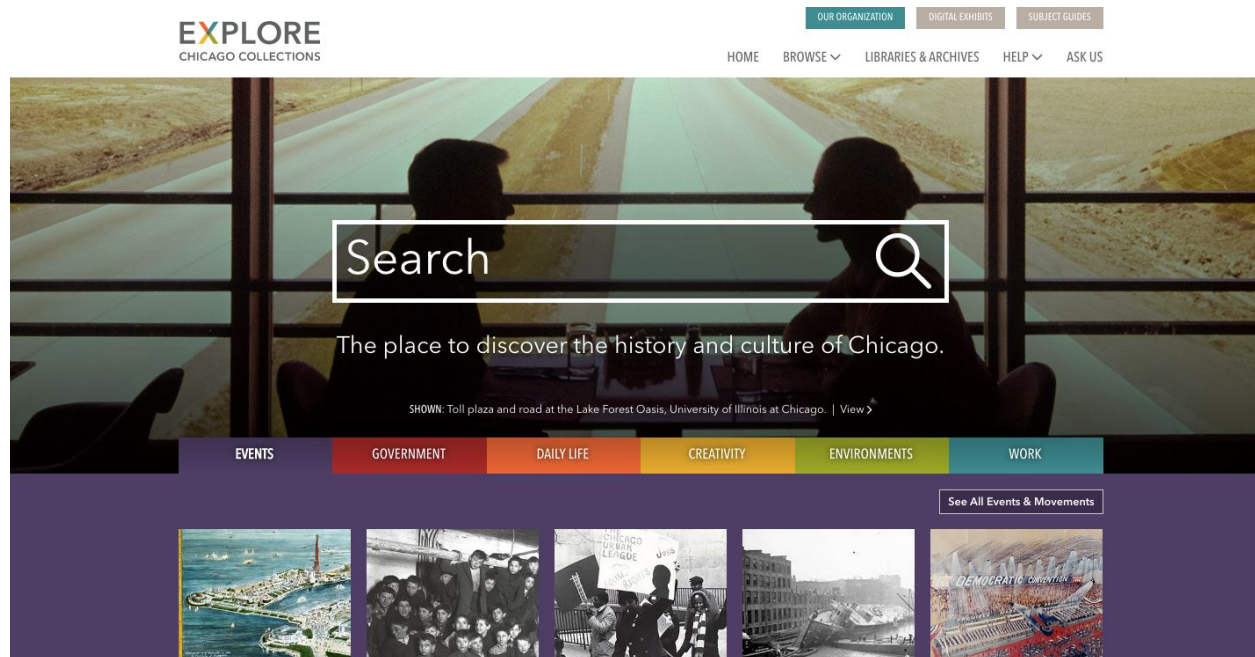 OUR ORGANIZATION DIGITAL EXHIBITS SUBJECT GUIDES
EXPLORE
CHICAGO COLLECTIONS
HOME BROWSE LIBRARIES & ARCHIVES HELP ASK US
Search
The place to discover the history and culture of Chicago.
SHOWN: Toll plaza and road at the Lake Forest Oasis, University of Illinois at Chicago. | View
EVENTS GOVERNMENT DAILY LIFE CREATIVITY ENVIRONMENTS WORK
See All Events & Movements
THE
CHICAGO
URBAN
LEAGUE
JOBS
EQUAL
RIGHTS
DEMOCRATIC CONVENTION